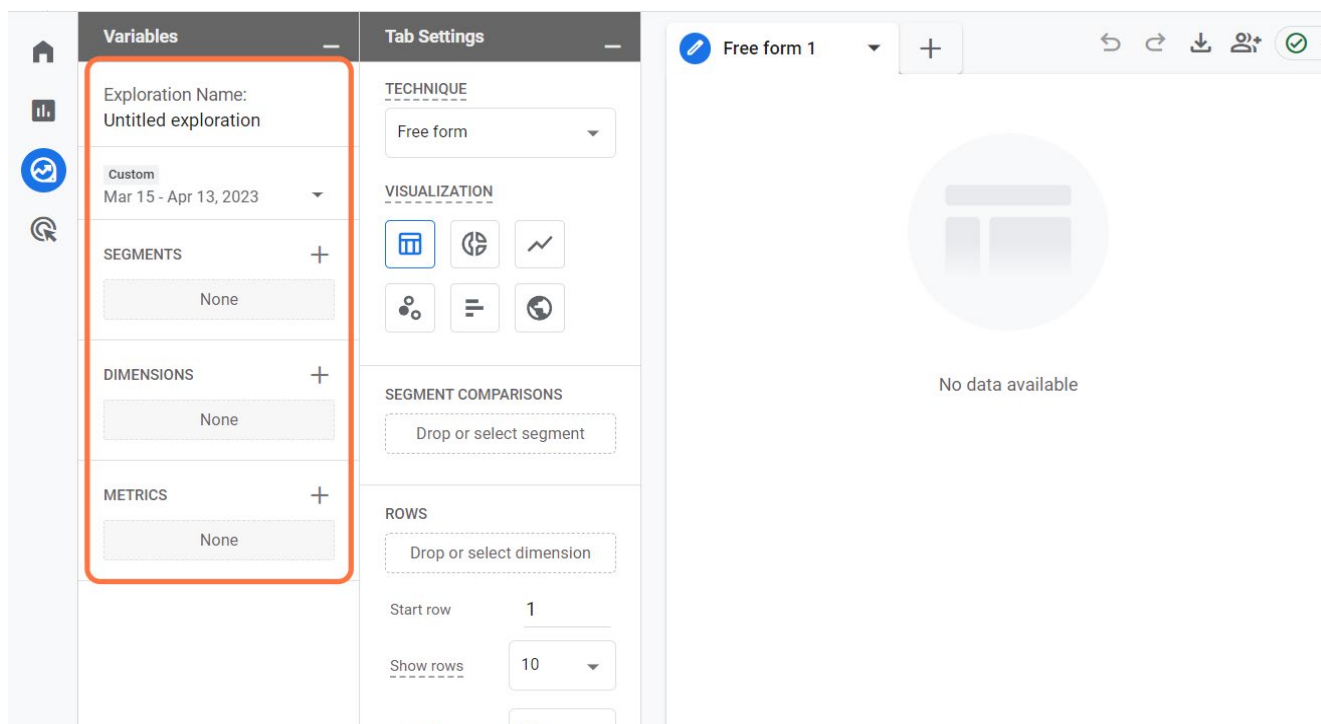 Variables
Exploration Name:
Untitled exploration
Custom
Mar 15 - Apr 13, 2023
SEGMENTS
None
DIMENSIONS
None
METRICS
None
Tab Settings
TECHNIQUE
Free form
VISUALIZATION
SEGMENT COMPARISONS
Drop or select segment
ROWS
Drop or select dimension
Start row 1
Show rows 10
Free form 1
No data available